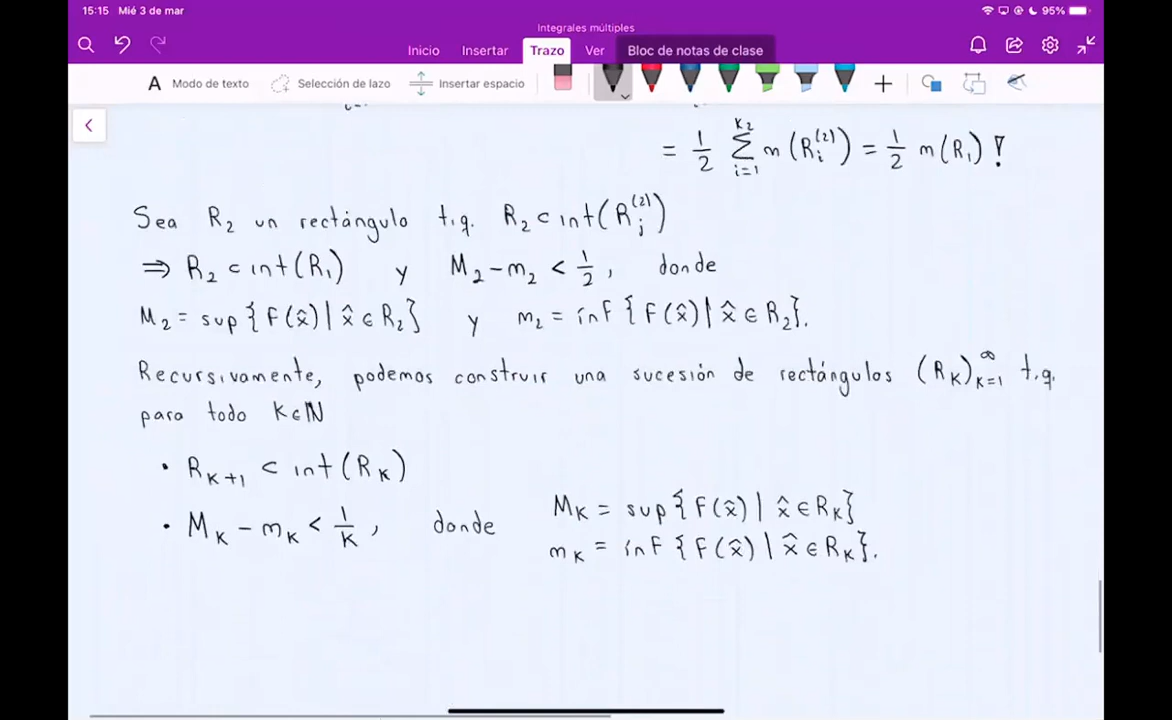 15:15 Mié 3 de mar
95%
Integrales múltiples
Inicio Insertar Trazo Ver Bloc de notas de clase
A Modo de texto Selección de lazo Insertar espacio
= 1/2 ∑_{i=1}^{K_2} m(R_i^{(2)}) = 1/2 m(R_1) !
Sea R_2 un rectángulo t.q. R_2 ⊂ int(R_j^{(2)})
⇒ R_2 ⊂ int(R_1) y M_2 - m_2 < 1/2, donde
M_2 = sup{f(x̂) | x̂ ∈ R_2} y m_2 = inf{f(x̂) | x̂ ∈ R_2}.
Recursivamente, podemos construir una sucesión de rectángulos (R_K)_{K=1}^∞ t.q.
para todo K∈ℕ
• R_{K+1} ⊂ int(R_K)
• M_K - m_K < 1/K, donde M_K = sup{f(x̂) | x̂ ∈ R_K}
m_K = inf{f(x̂) | x̂ ∈ R_K}.